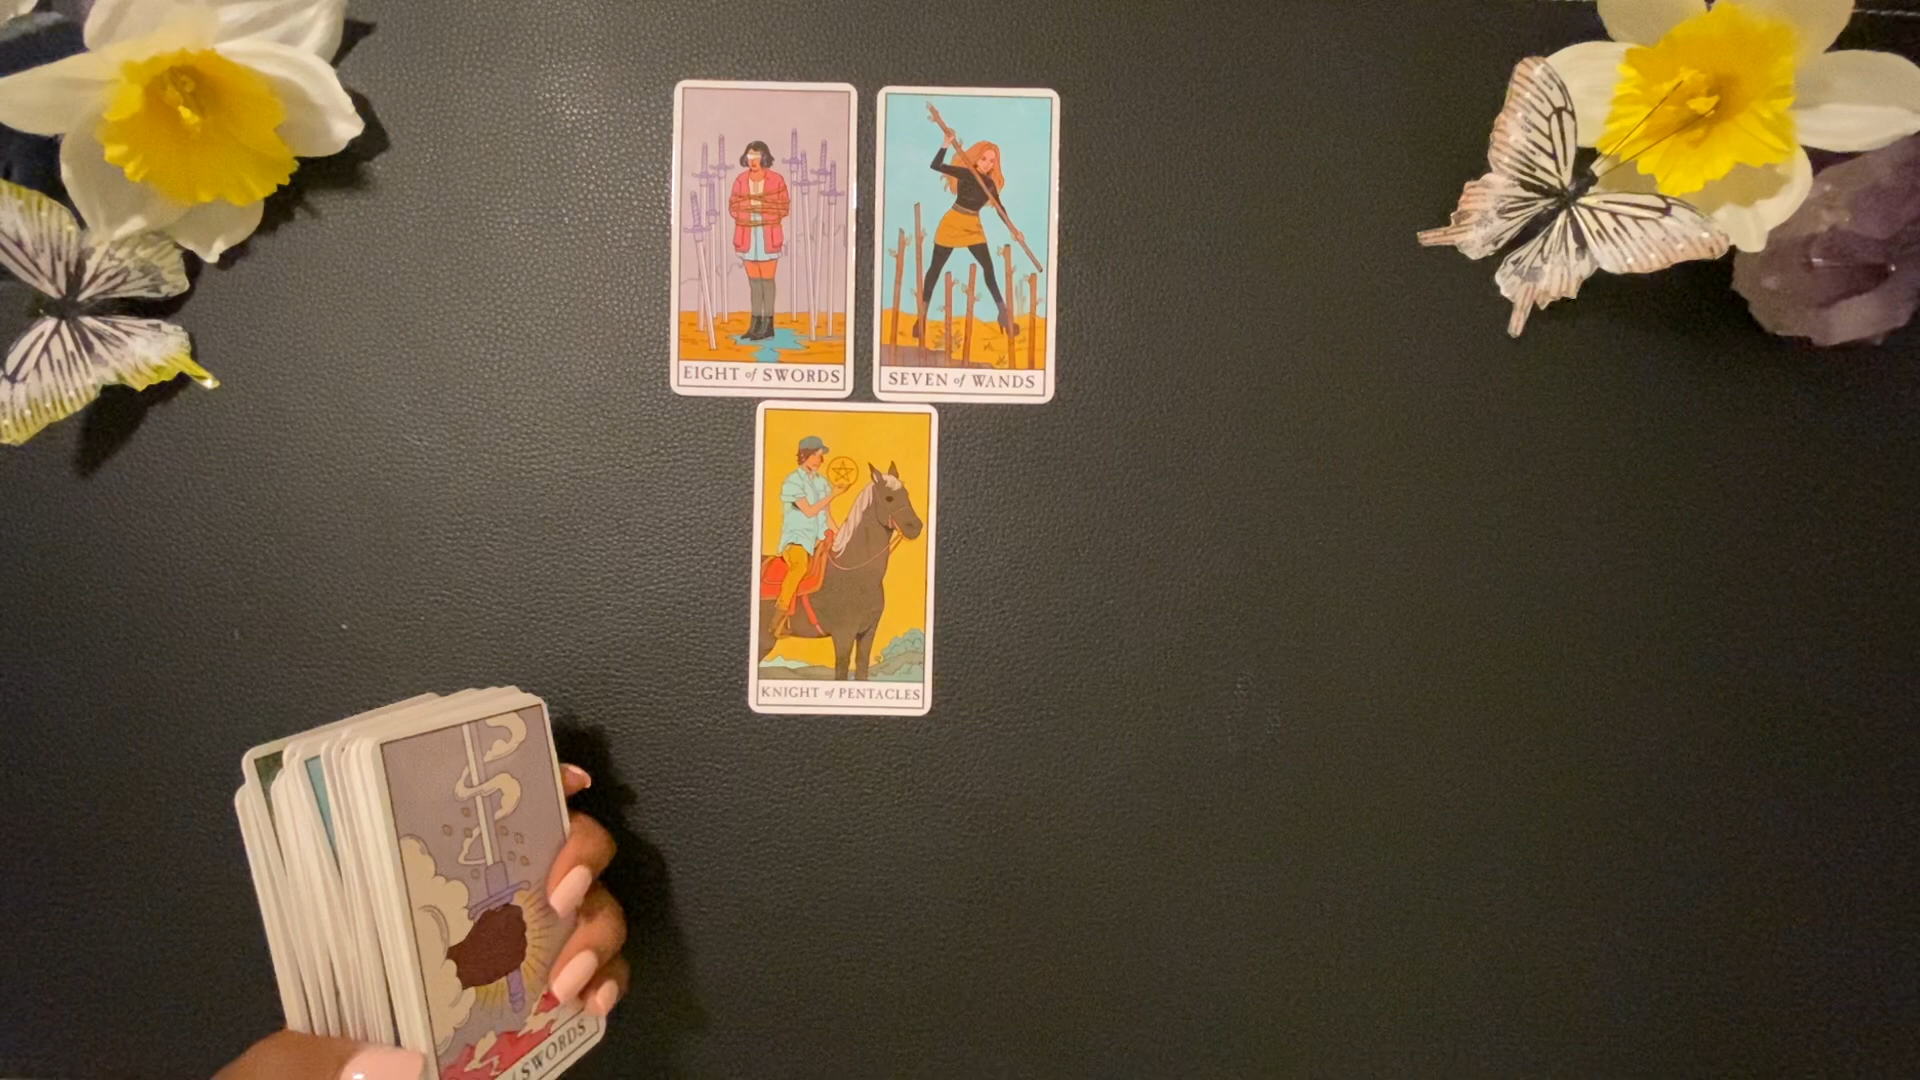 EIGHT of SWORDS
SEVEN of WANDS
KNIGHT of PENTACLES
SWORDS